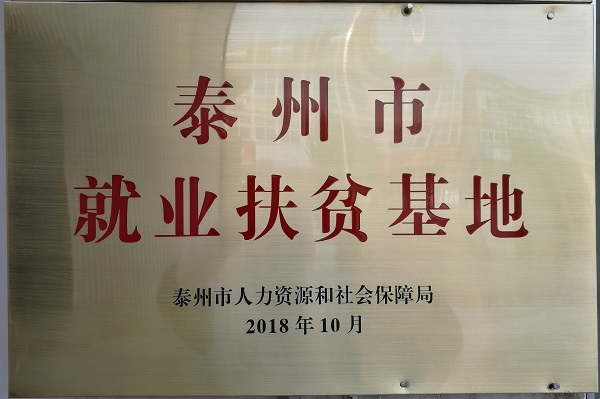 泰州市
就业扶贫基地
泰州市人力资源和社会保障局
2018年10月